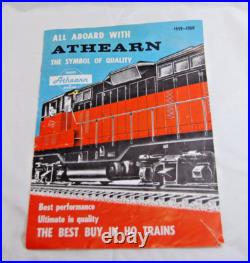 1959-1960
ALL ABOARD WITH
ATHEARN
THE SYMBOL OF QUALITY
Athearn
Best performance
Ultimate in quality
THE BEST BUY IN HO TRAINS